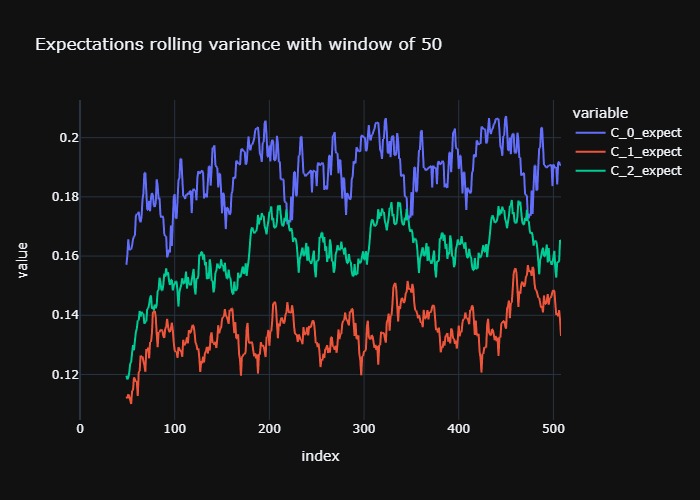 Expectations rolling variance with window of 50
variable
C_0_expect
C_1_expect
C_2_expect
0.2
0.18
0.16
0.14
0.12
value
0
100
200
300
400
500
index